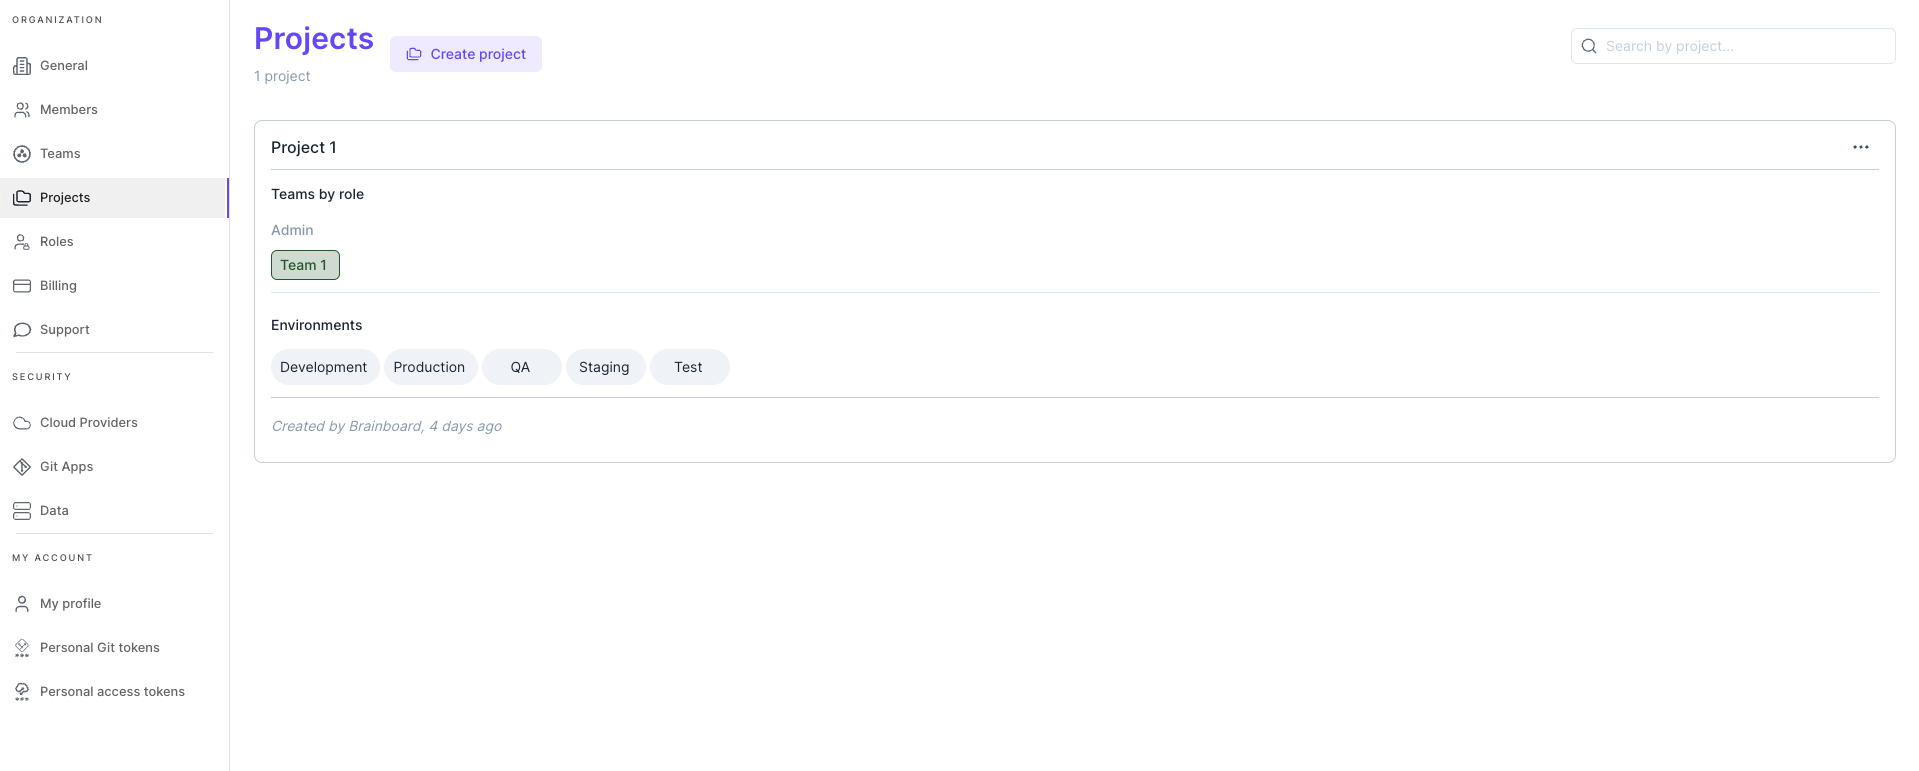 ORGANIZATION
General
Members
Teams
Projects
Roles
Billing
Support
SECURITY
Cloud Providers
Git Apps
Data
MY ACCOUNT
My profile
Personal Git tokens
Personal access tokens
Projects
Create project
1 project
Search by project...
Project 1
Teams by role
Admin
Team 1
Environments
Development Production QA Staging Test
Created by Brainboard, 4 days ago